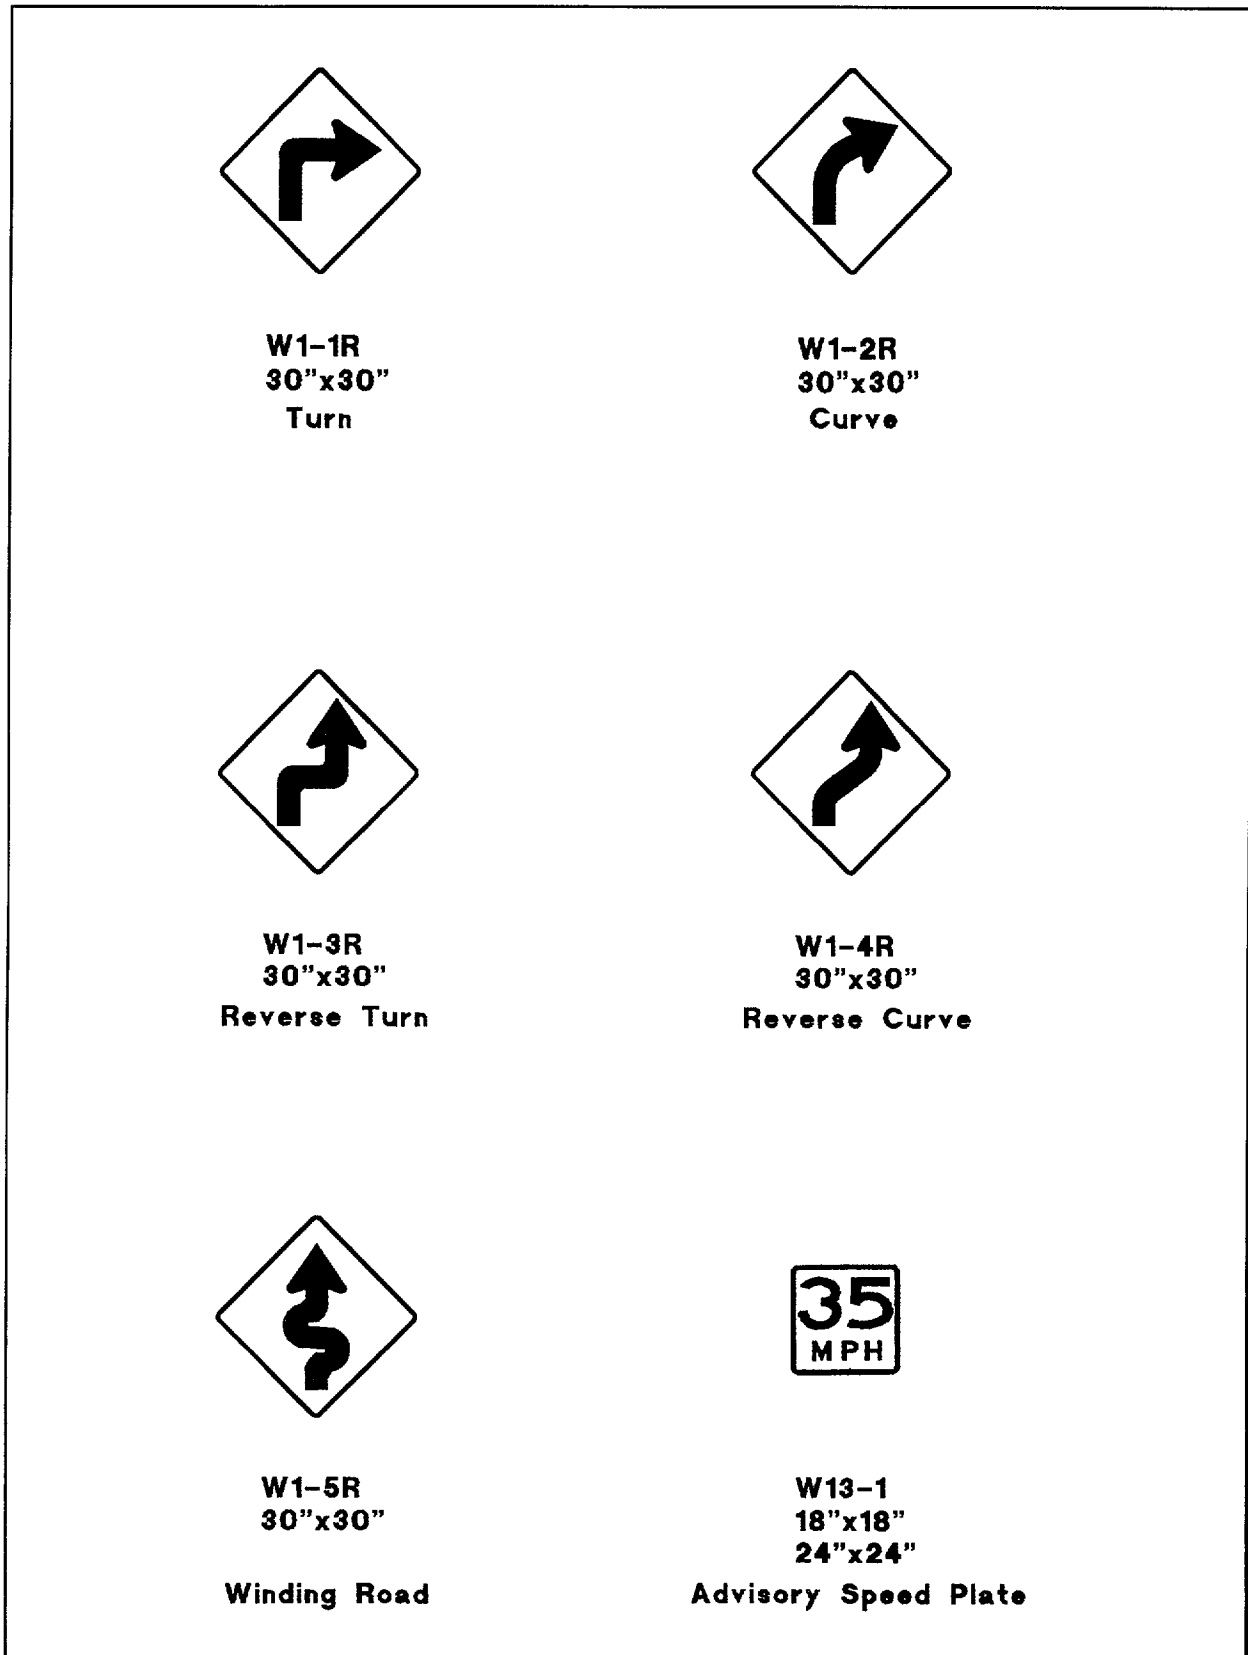 W1-1R
30"x30"
Turn
W1-2R
30"x30"
Curve
W1-3R
30"x30"
Reverse Turn
W1-4R
30"x30"
Reverse Curve
W1-5R
30"x30"
Winding Road
35
MPH
W13-1
18"x18"
24"x24"
Advisory Speed Plate